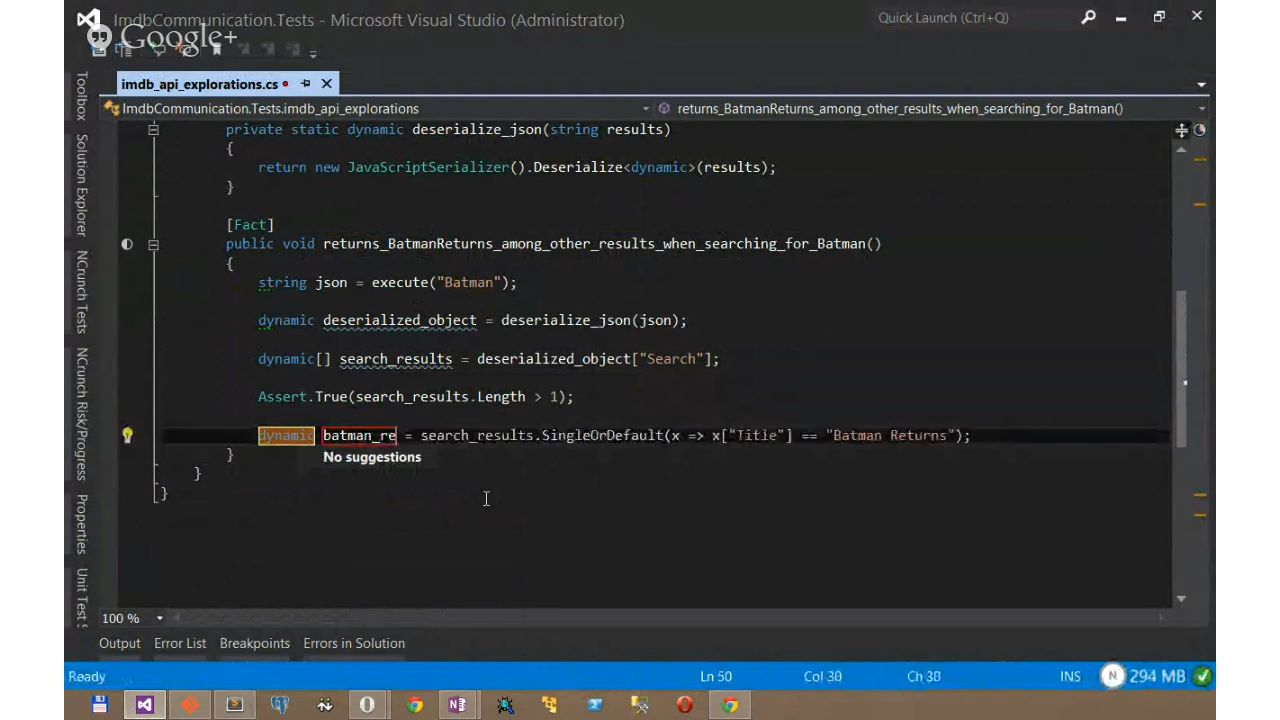 ImdbCommunication.Tests - Microsoft Visual Studio (Administrator)
Quick Launch (Ctrl+Q)
Google+
imdb_api_explorations.cs
ImdbCommunication.Tests.imdb_api_explorations
returns_BatmanReturns_among_other_results_when_searching_for_Batman()
Toolbox
Solution Explorer
NCrunch Tests
NCrunch Risk/Progress
Properties
Unit Test S
private static dynamic deserialize_json(string results)
{
return new JavaScriptSerializer().Deserialize<dynamic>(results);
}
[Fact]
public void returns_BatmanReturns_among_other_results_when_searching_for_Batman()
{
string json = execute("Batman");
dynamic deserialized_object = deserialize_json(json);
dynamic[] search_results = deserialized_object["Search"];
Assert.True(search_results.Length > 1);
dynamic batman_re = search_results.SingleOrDefault(x => x["Title"] == "Batman Returns");
No suggestions
}
}
}
100 %
Output
Error List
Breakpoints
Errors in Solution
Ready
Ln 50
Col 30
Ch 30
INS
N
294 MB